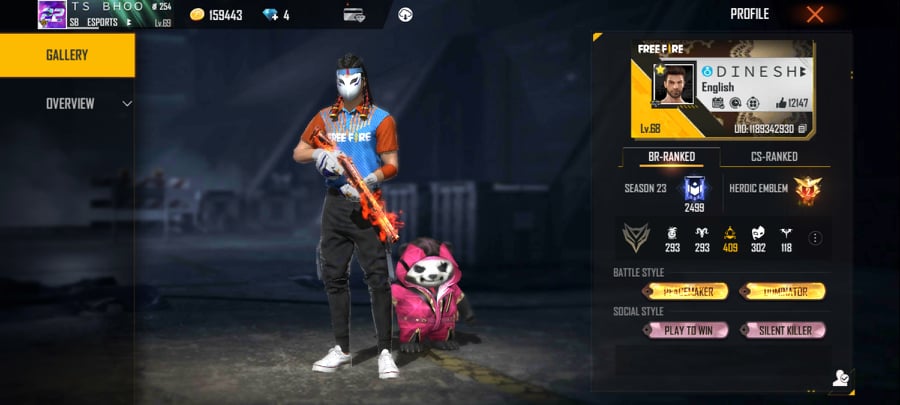 TS BHOO #254
SB ESPORTS Lv.69
159443
4
PROFILE
GALLERY
OVERVIEW
FREE FIRE
FREE FIRE
DINESH
English
12147
Lv.68
UID:1189342930
BR-RANKED
CS-RANKED
SEASON 23
2499
HEROIC EMBLEM
293 293 409 302 118
BATTLE STYLE
PEACEMAKER DOMINATOR
SOCIAL STYLE
PLAY TO WIN SILENT KILLER